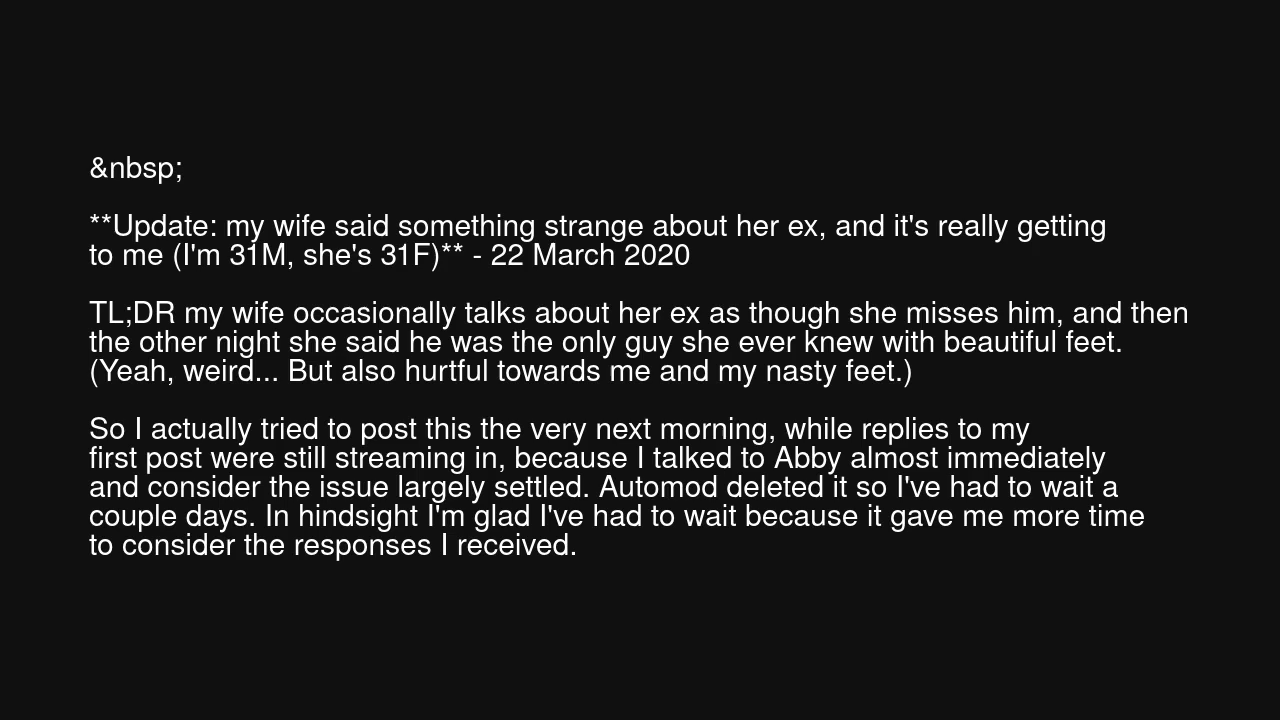 &nbsp;
**Update: my wife said something strange about her ex, and it's really getting
to me (I'm 31M, she's 31F)** - 22 March 2020
TL;DR my wife occasionally talks about her ex as though she misses him, and then
the other night she said he was the only guy she ever knew with beautiful feet.
(Yeah, weird... But also hurtful towards me and my nasty feet.)
So I actually tried to post this the very next morning, while replies to my
first post were still streaming in, because I talked to Abby almost immediately
and consider the issue largely settled. Automod deleted it so I've had to wait a
couple days. In hindsight I'm glad I've had to wait because it gave me more time
to consider the responses I received.